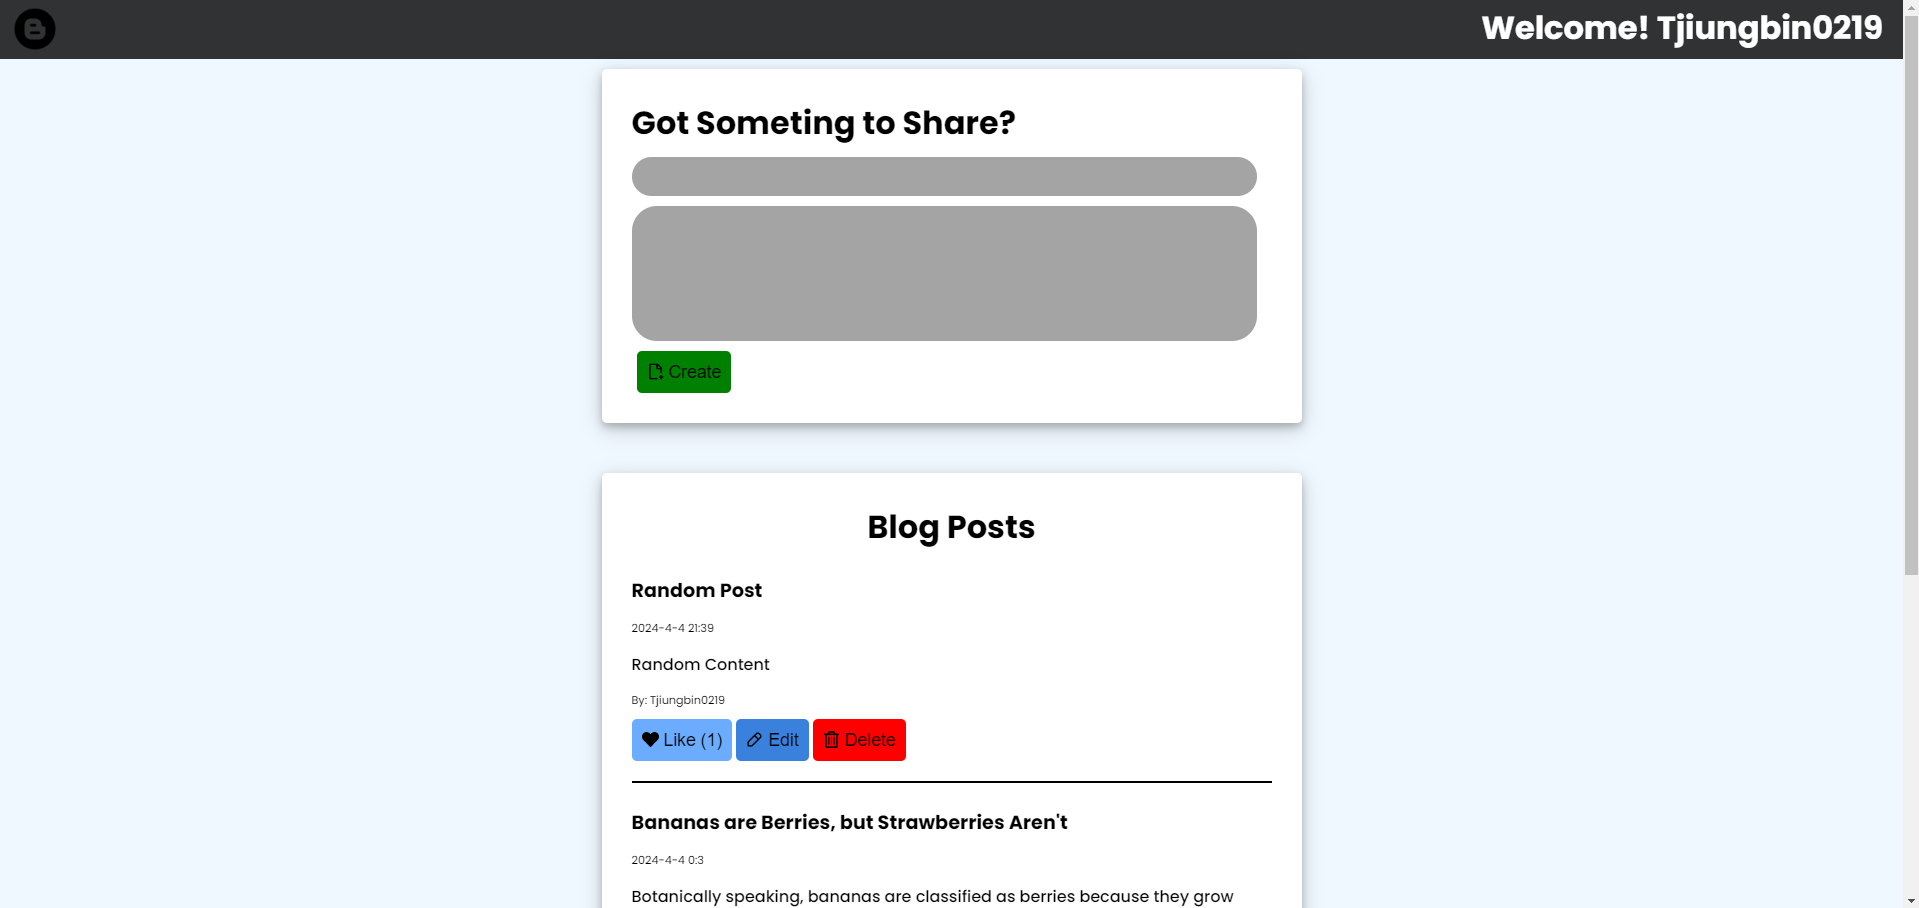 Welcome! Tjiungbin0219
Got Someting to Share?
Create
Blog Posts
Random Post
2024-4-4 21:39
Random Content
By: Tjiungbin0219
Like (1) Edit Delete
Bananas are Berries, but Strawberries Aren't
2024-4-4 0:3
Botanically speaking, bananas are classified as berries because they grow